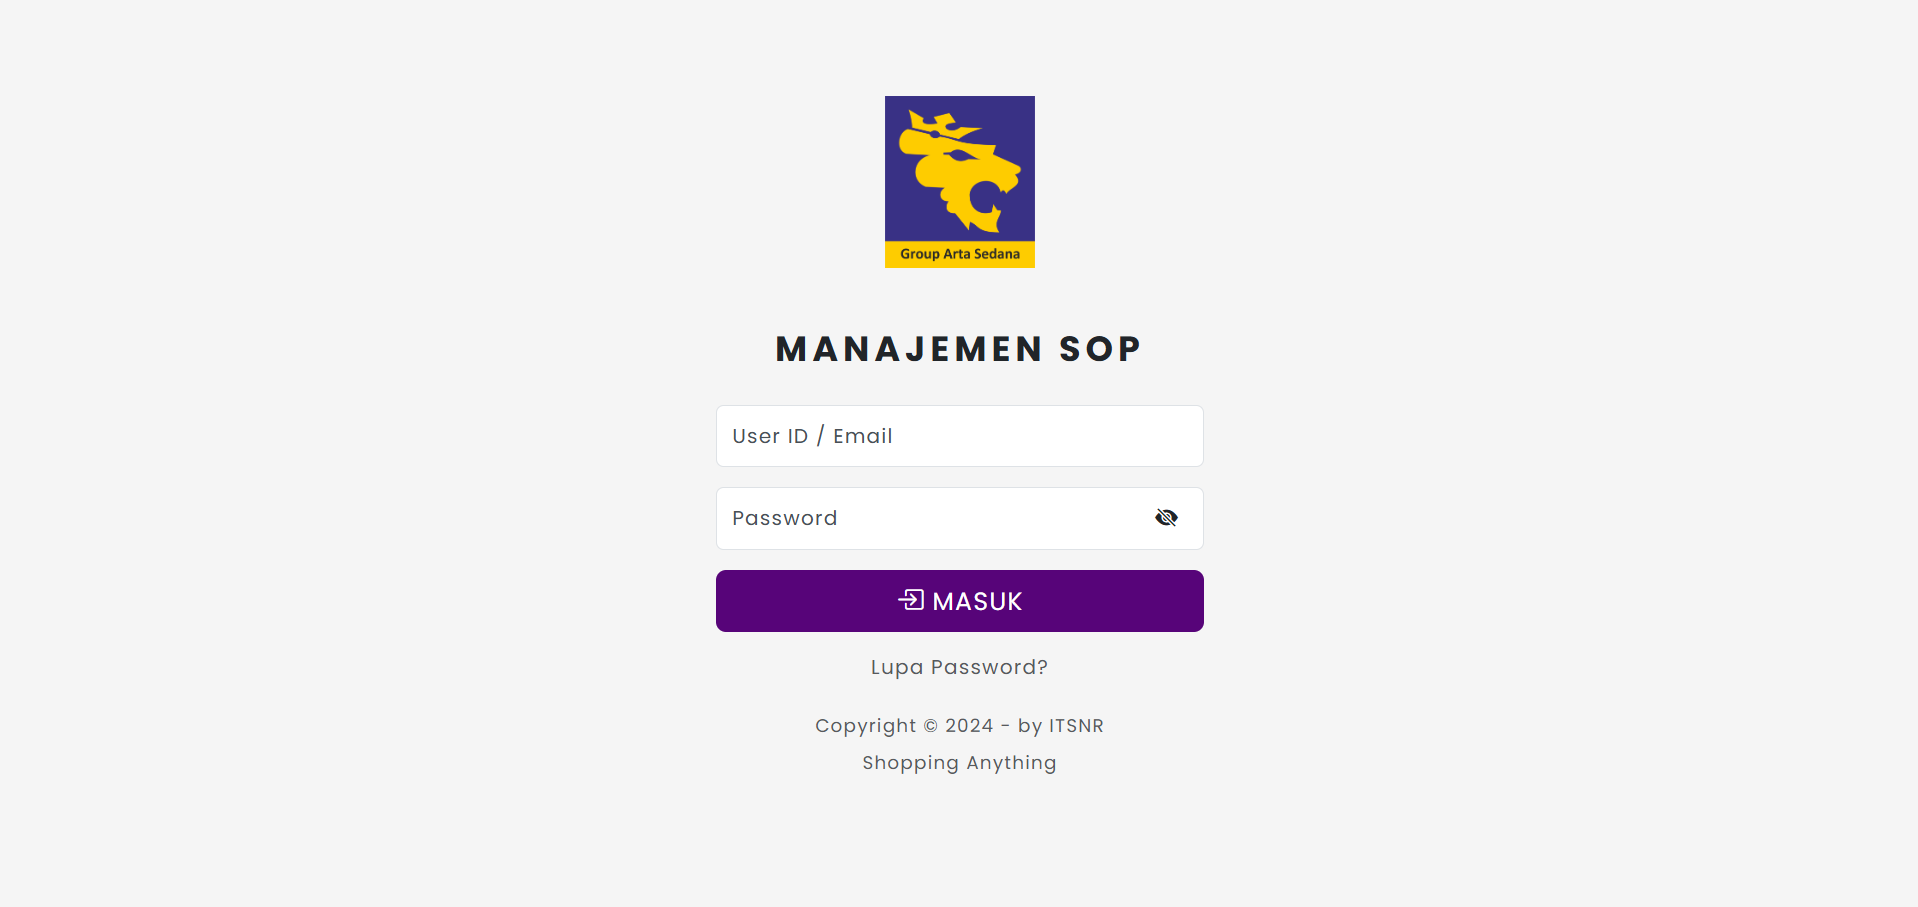 Group Arta Sedana
MANAJEMEN SOP
User ID / Email
Password
MASUK
Lupa Password?
Copyright © 2024 - by ITSNR
Shopping Anything